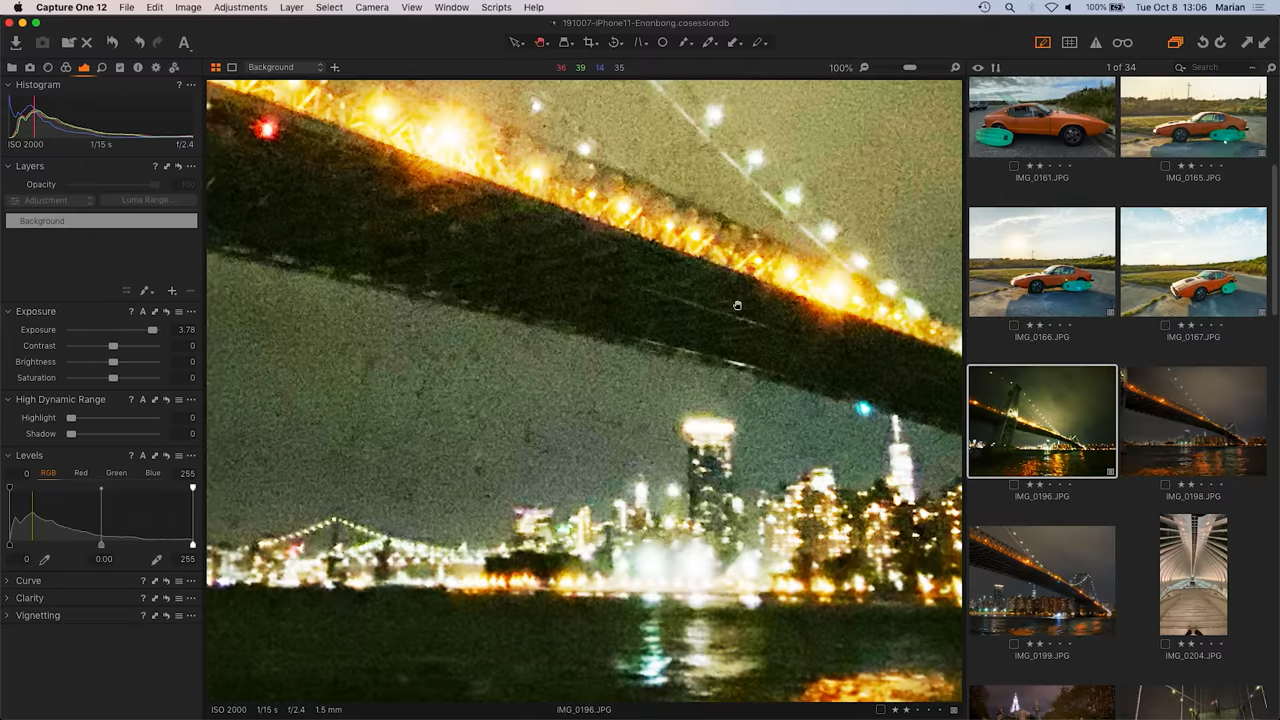 Capture One 12 File Edit Image Adjustments Layer Select Camera View Window Scripts Help 100% Tue Oct 8 13:06 Marian
191007-iPhone11-Enonbong.cosessiondb
Background 36 39 14 35 100% 1 of 34 Search
Histogram
ISO 2000 1/15 s f/2.4
Layers
Opacity 100
Adjustment Luma Range...
Background
Exposure
Exposure 3.78
Contrast 0
Brightness 0
Saturation 0
High Dynamic Range
Highlight 0
Shadow 0
Levels
0 RGB Red Green Blue 255
0 0.00 255
Curve
Clarity
Vignetting
IMG_0161.JPG IMG_0165.JPG
IMG_0166.JPG IMG_0167.JPG
IMG_0196.JPG IMG_0198.JPG
IMG_0199.JPG IMG_0204.JPG
ISO 2000 1/15 s f/2.4 1.5 mm IMG_0196.JPG